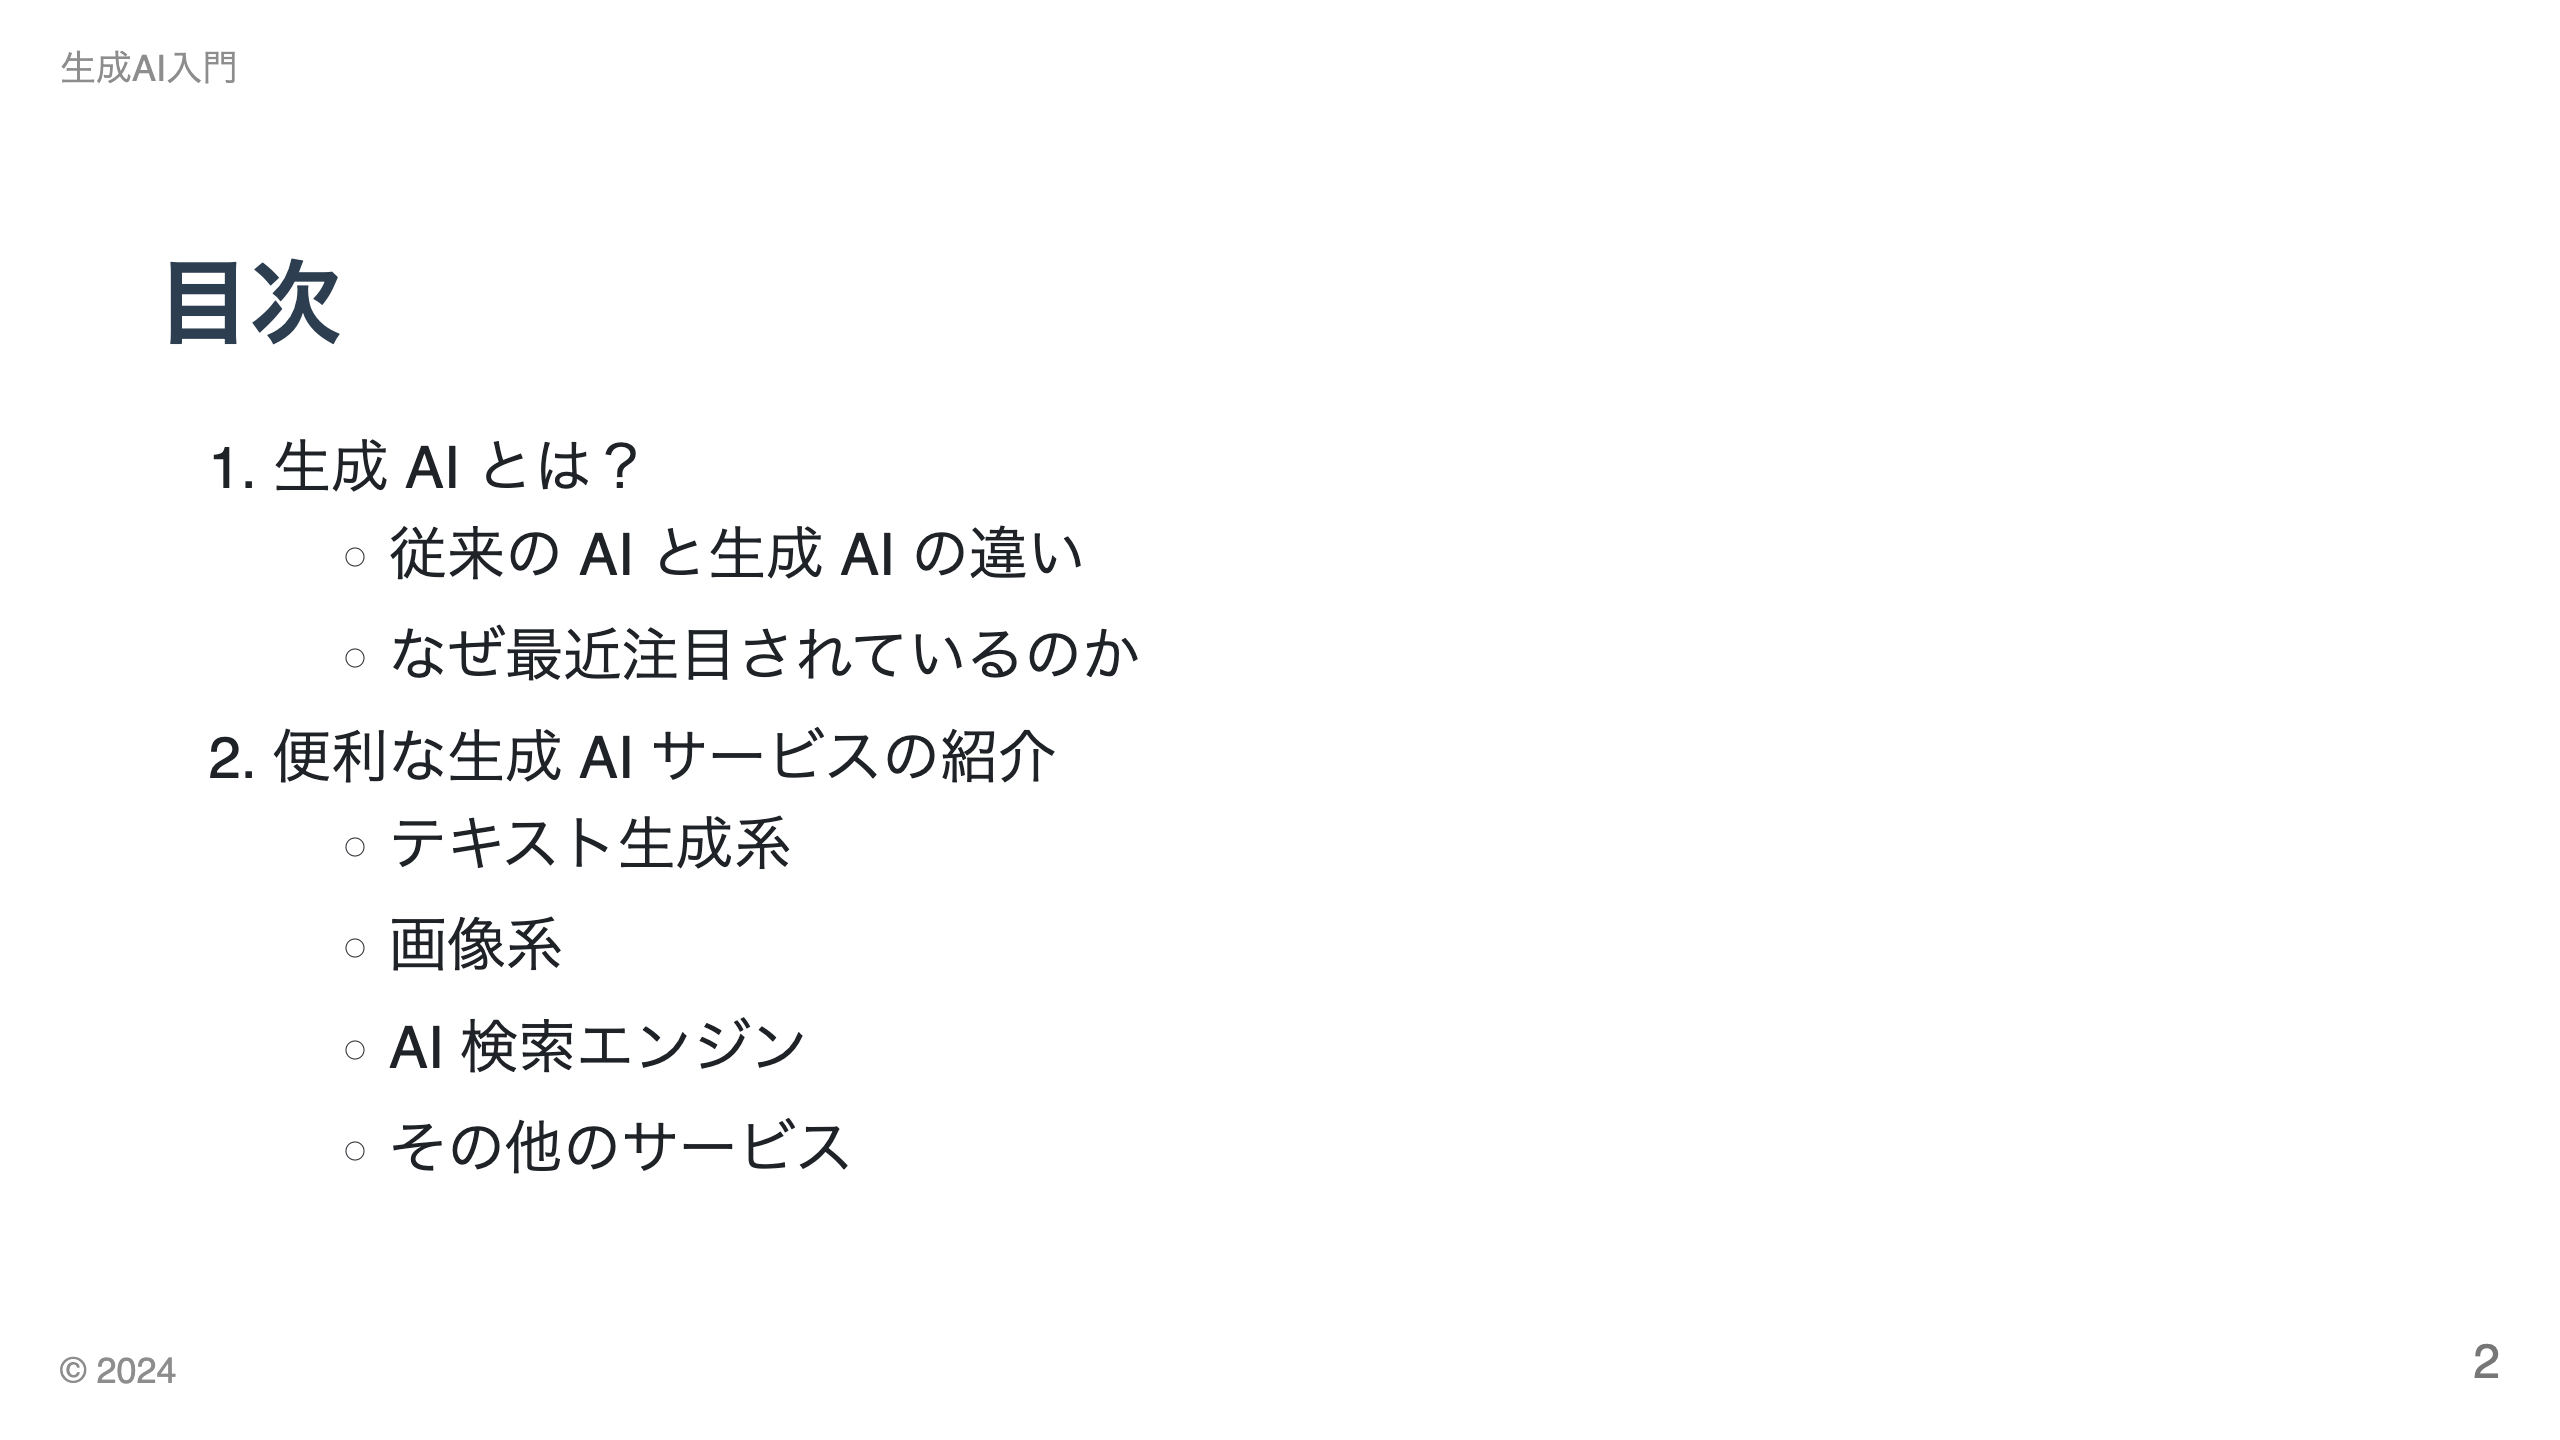 生成AI入門
目次
1. 生成 AI とは？
○ 従来の AI と生成 AI の違い
○ なぜ最近注目されているのか
2. 便利な生成 AI サービスの紹介
○ テキスト生成系
○ 画像系
○ AI 検索エンジン
○ その他のサービス
© 2024
2